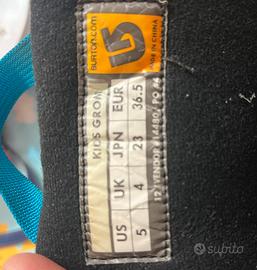 BURTON.COM
MADE IN CHINA
KIDS GROM
US UK JPN EUR
5 4 23 36.5
subito